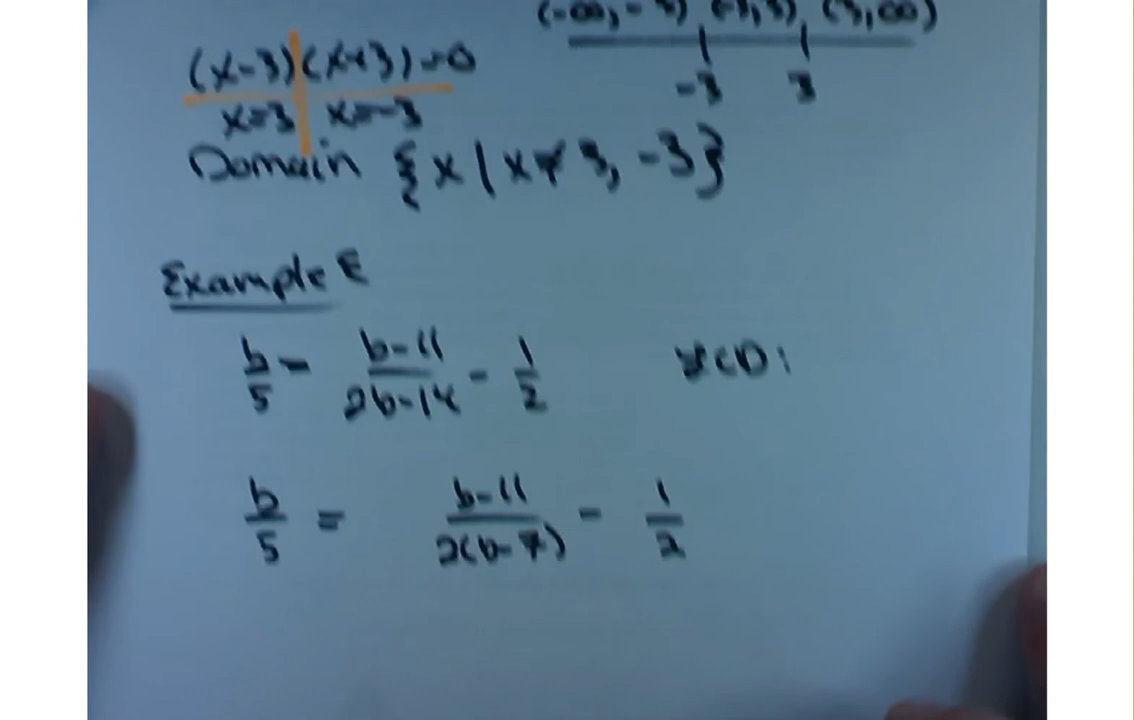 (-∞, -3) (-3, 3), (3, ∞)
(x-3)(x+3)=0
-3 3
x=3 x=-3
Domain {x | x≠3, -3}
Example E
b/5 = b-11/2b-14 - 1/2 LCD:
b/5 = b-11/2(b-7) - 1/2